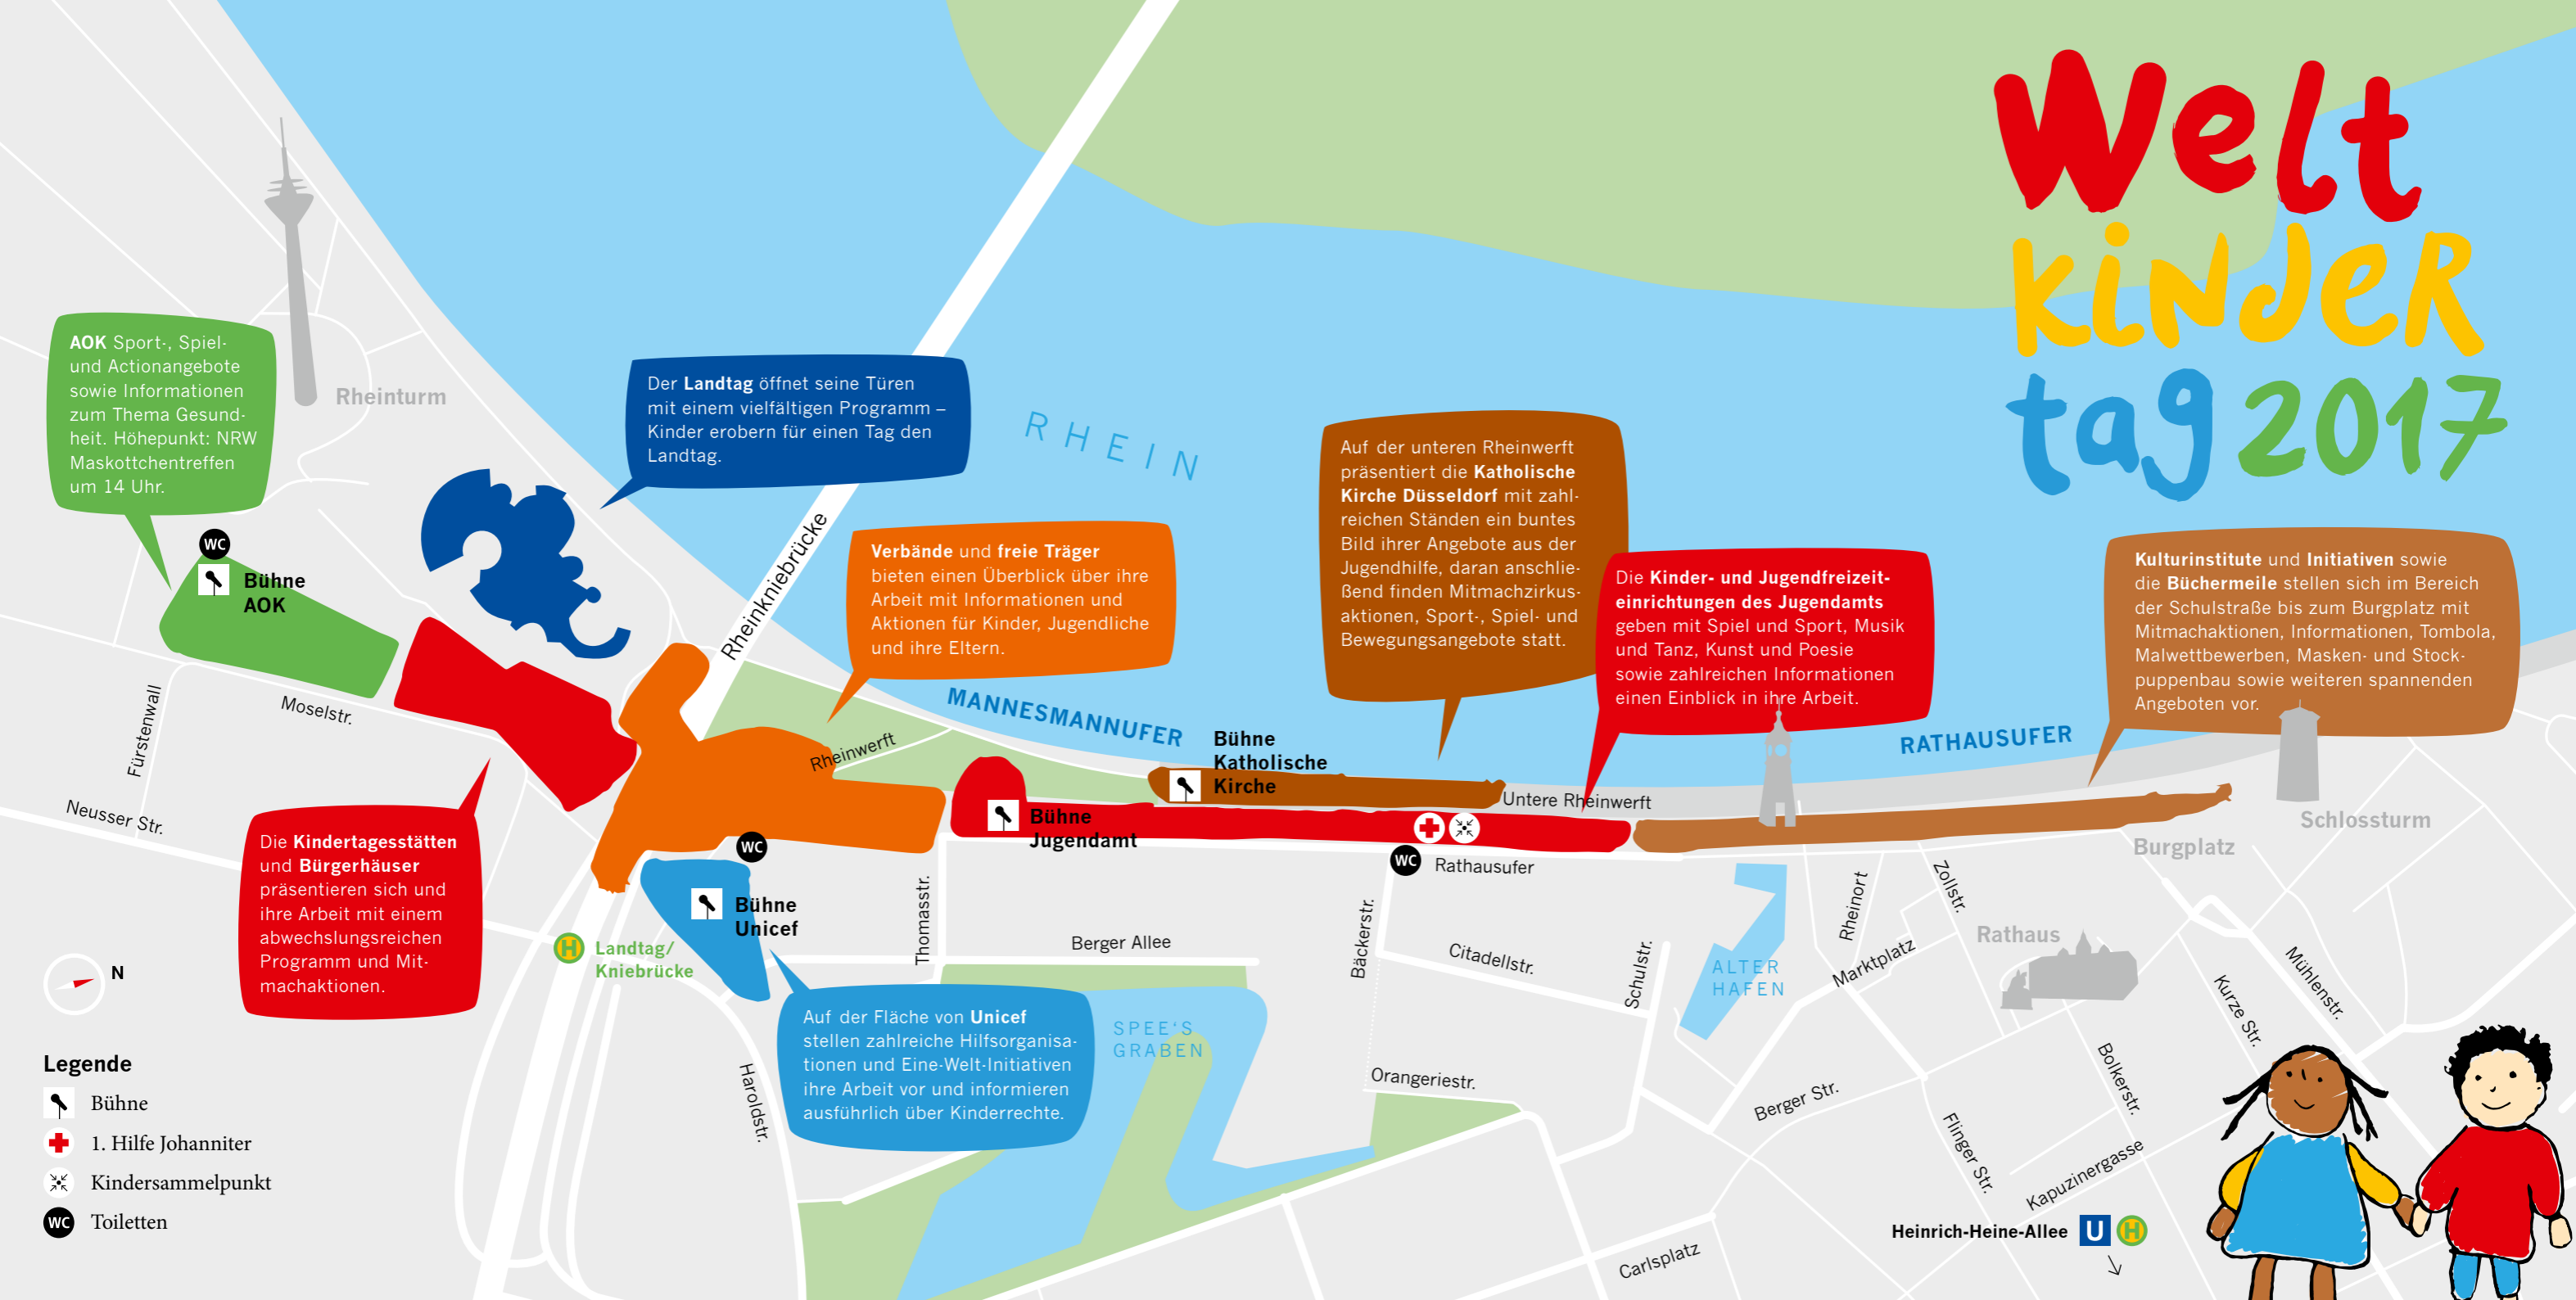 Welt
Kinder
tag 2017
AOK Sport-, Spiel-
und Actionangebote
sowie Informationen
zum Thema Gesund-
heit. Höhepunkt: NRW
Maskottchentreffen
um 14 Uhr.
Rheinturm
Der Landtag öffnet seine Türen
mit einem vielfältigen Programm –
Kinder erobern für einen Tag den
Landtag.
RHEIN
Auf der unteren Rheinwerft
präsentiert die Katholische
Kirche Düsseldorf mit zahl-
reichen Ständen ein buntes
Bild ihrer Angebote aus der
Jugendhilfe, daran anschlie-
ßend finden Mitmachzirkus-
aktionen, Sport-, Spiel- und
Bewegungsangebote statt.
WC
Bühne
AOK
Rheinkniebrücke
Verbände und freie Träger
bieten einen Überblick über ihre
Arbeit mit Informationen und
Aktionen für Kinder, Jugendliche
und ihre Eltern.
Die Kinder- und Jugendfreizeit-
einrichtungen des Jugendamts
geben mit Spiel und Sport, Musik
und Tanz, Kunst und Poesie
sowie zahlreichen Informationen
einen Einblick in ihre Arbeit.
Kulturinstitute und Initiativen sowie
die Büchermeile stellen sich im Bereich
der Schulstraße bis zum Burgplatz mit
Mitmachaktionen, Informationen, Tombola,
Malwettbewerben, Masken- und Stock-
puppenbau sowie weiteren spannenden
Angeboten vor.
MANNESMANNUFER
RATHAUSUFER
Fürstenwall
Moselstr.
Neusser Str.
Rheinwerft
Bühne
Katholische
Kirche
Untere Rheinwerft
Bühne
Jugendamt
Schlossturm
Burgplatz
Die Kindertagesstätten
und Bürgerhäuser
präsentieren sich und
ihre Arbeit mit einem
abwechslungsreichen
Programm und Mit-
machaktionen.
WC
WC
Rathausufer
Bühne
Unicef
H
Landtag/
Kniebrücke
Thomasstr.
Berger Allee
Bäckerstr.
Citadellstr.
Schulstr.
ALTER
HAFEN
Rheinort
Zollstr.
Marktplatz
Rathaus
Kurze Str.
Mühlenstr.
N
Auf der Fläche von Unicef
stellen zahlreiche Hilfsorganisa-
tionen und Eine-Welt-Initiativen
ihre Arbeit vor und informieren
ausführlich über Kinderrechte.
SPEE'S
GRABEN
Haroldstr.
Orangeriestr.
Berger Str.
Bolkerstr.
Flinger Str.
Kapuzinergasse
Carlsplatz
Heinrich-Heine-Allee U H
Legende
Bühne
1. Hilfe Johanniter
Kindersammelpunkt
WC Toiletten